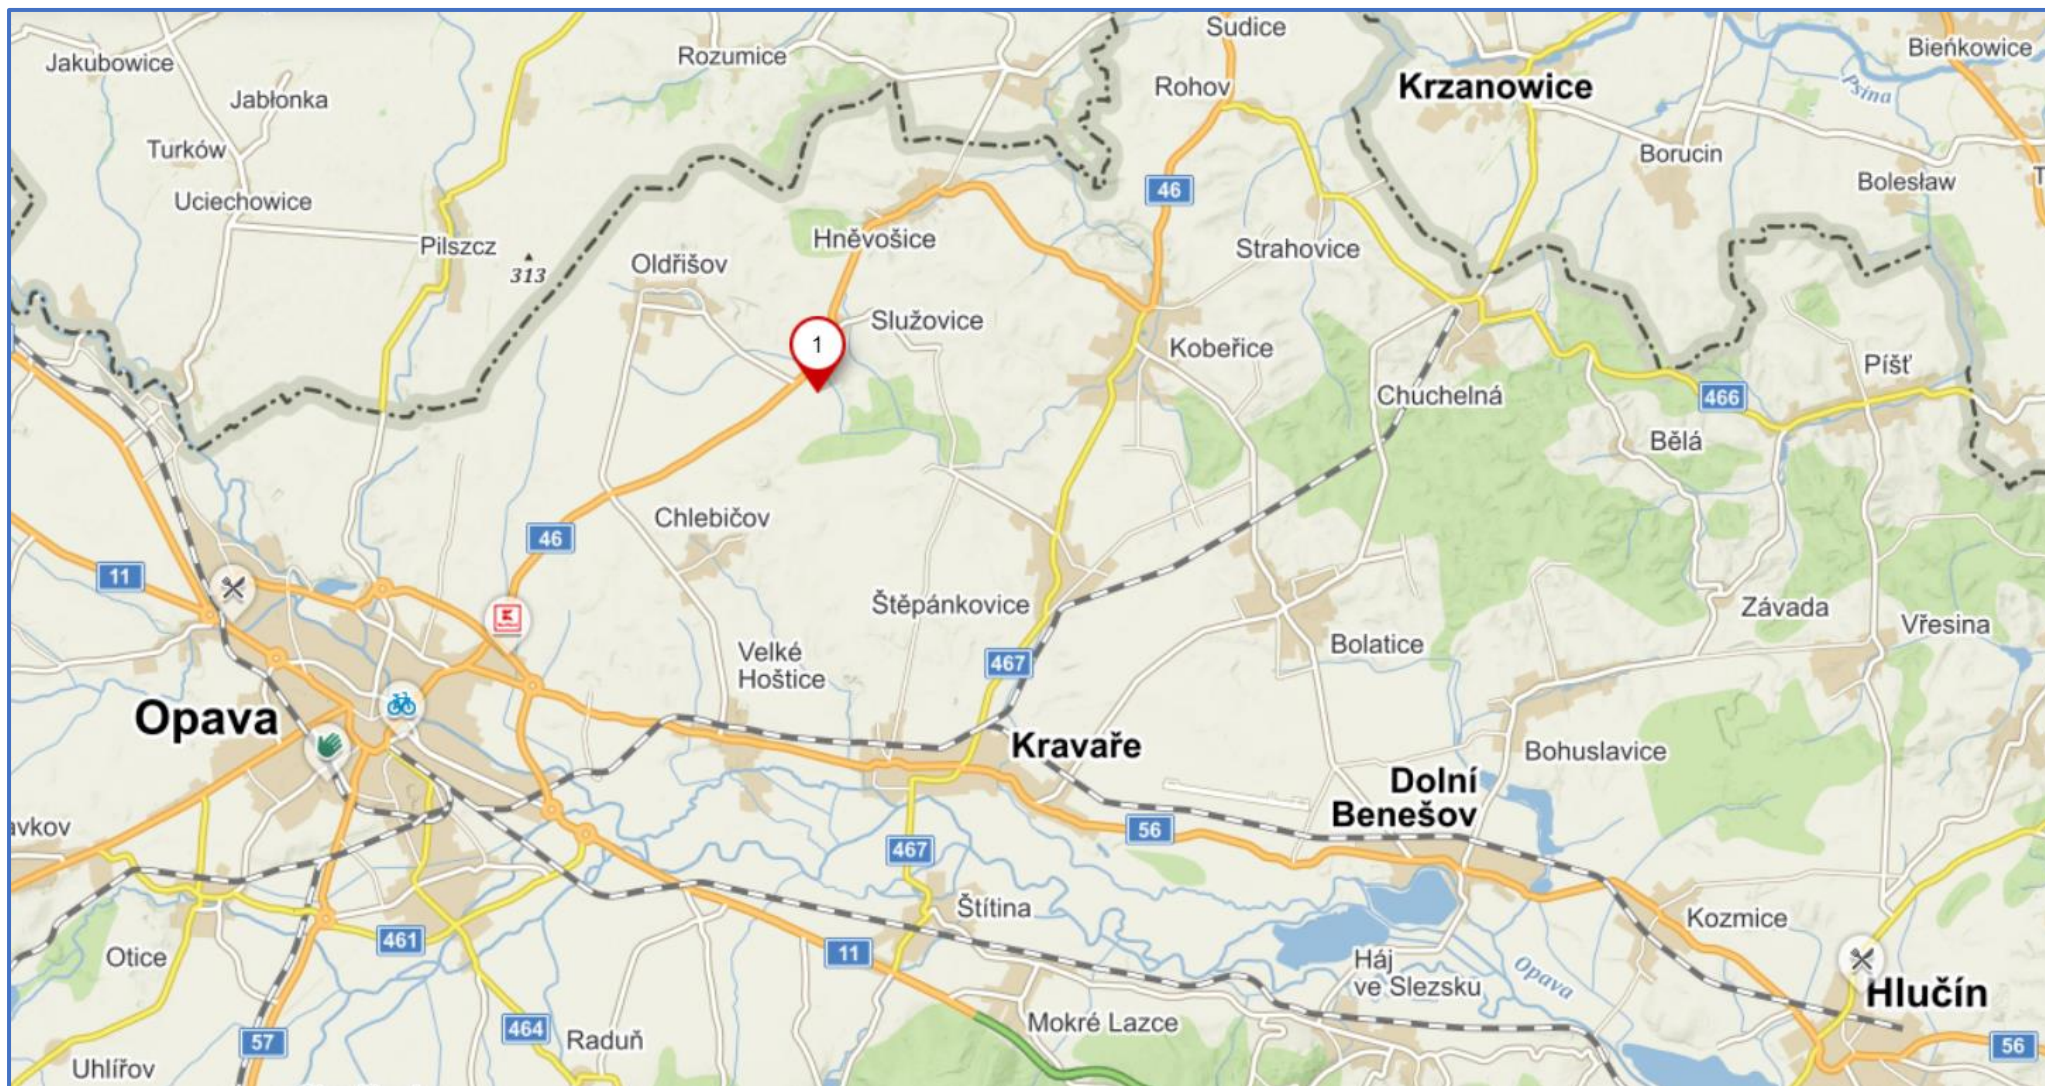 Sudice
Bieńkowice
Jakubowice
Rozumice
Rohov
Krzanowice
Psina
Jabłonka
Turków
Borucin
Bolesław
T
46
Uciechowice
Pilszcz
313
Hněvošice
Oldřišov
Strahovice
Služovice
1
Kobeřice
Píšť
Chuchelná
466
Bělá
Chlebičov
46
11
Štěpánkovice
Závada
Vřesina
Bolatice
Velké
Hoštice
467
Opava
Kravaře
Bohuslavice
Dolní
Benešov
avkov
56
467
Štítina
Kozmice
461
11
Otice
Háj
ve Slezsku
Opava
Hlučín
464
Mokré Lazce
57
Raduň
56
Uhlířov